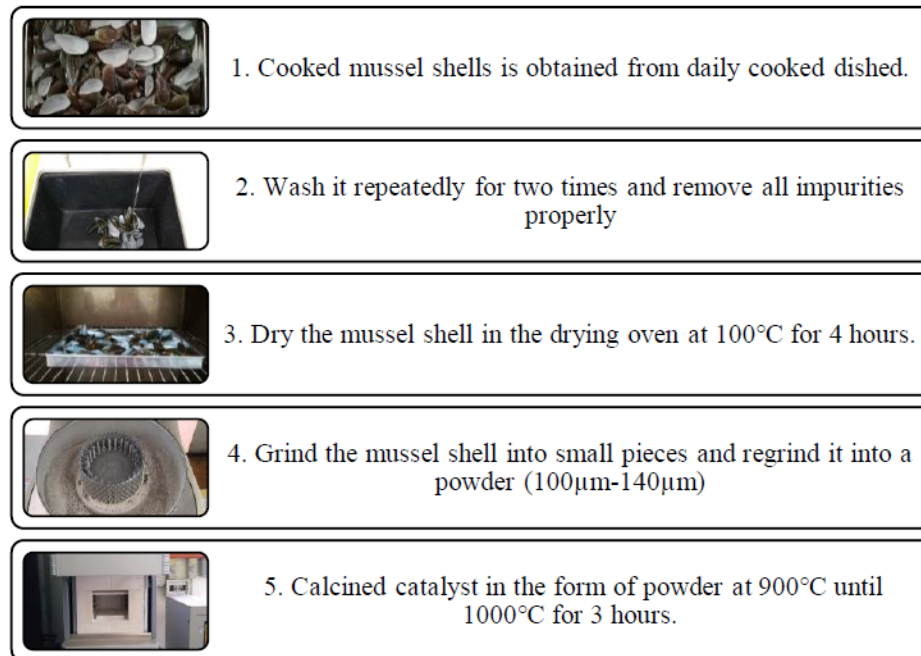 1. Cooked mussel shells is obtained from daily cooked dished.
2. Wash it repeatedly for two times and remove all impurities
properly
3. Dry the mussel shell in the drying oven at 100°C for 4 hours.
4. Grind the mussel shell into small pieces and regrind it into a
powder (100µm-140µm)
5. Calcined catalyst in the form of powder at 900°C until
1000°C for 3 hours.